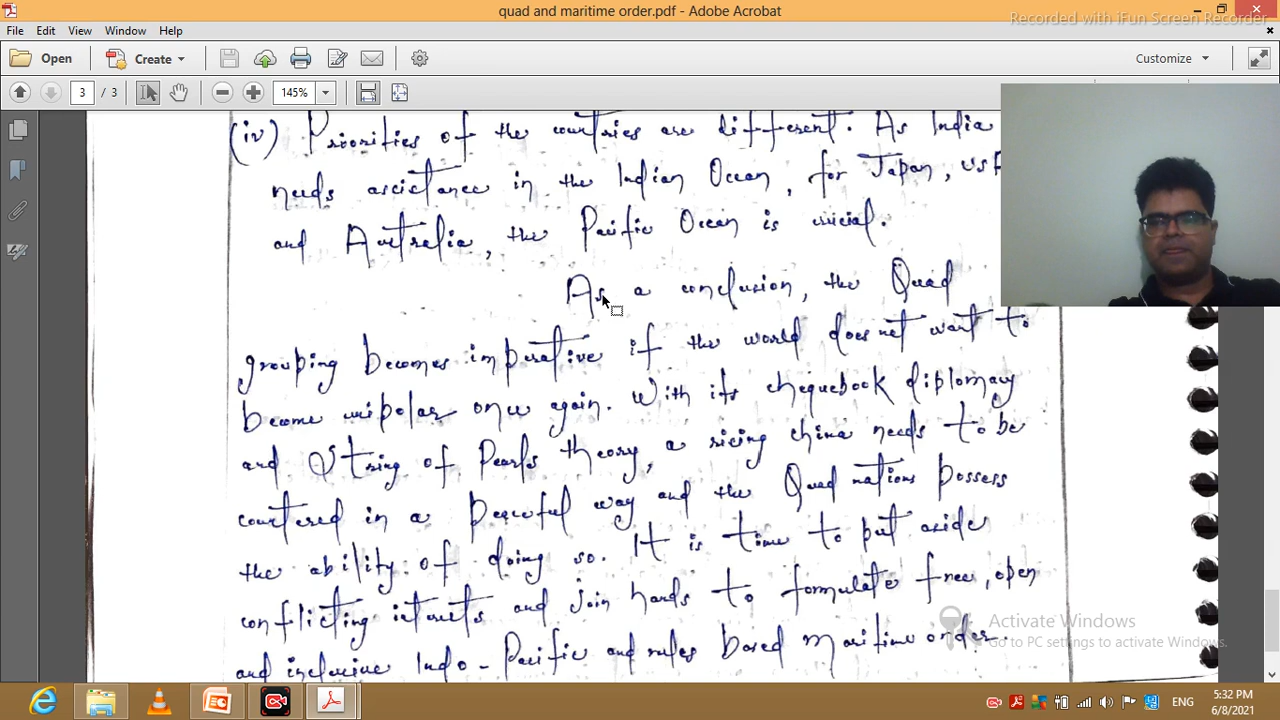 quad and maritime order.pdf - Adobe Acrobat
Recorded with iFun Screen Recorder
File Edit View Window Help
Open Create Customize
3 / 3 145%
(iv) Priorities of the countries are different. As India
needs assistance in the Indian Ocean, for Japan, USA
and Australia, the Pacific Ocean is crucial.
As a conclusion, the Quad
grouping becomes imperative if the world does not want to
become unipolar once again. With its chequebook diplomacy
and String of Pearls theory, a rising china needs to be
countered in a peaceful way and the Quad nations possess
the ability of doing so. It is time to put aside
conflicting interests and join hands to formulate free, open
and inclusive Indo-Pacific and rules based maritime order.
Activate Windows
Go to PC settings to activate Windows.
ENG
5:32 PM
6/8/2021